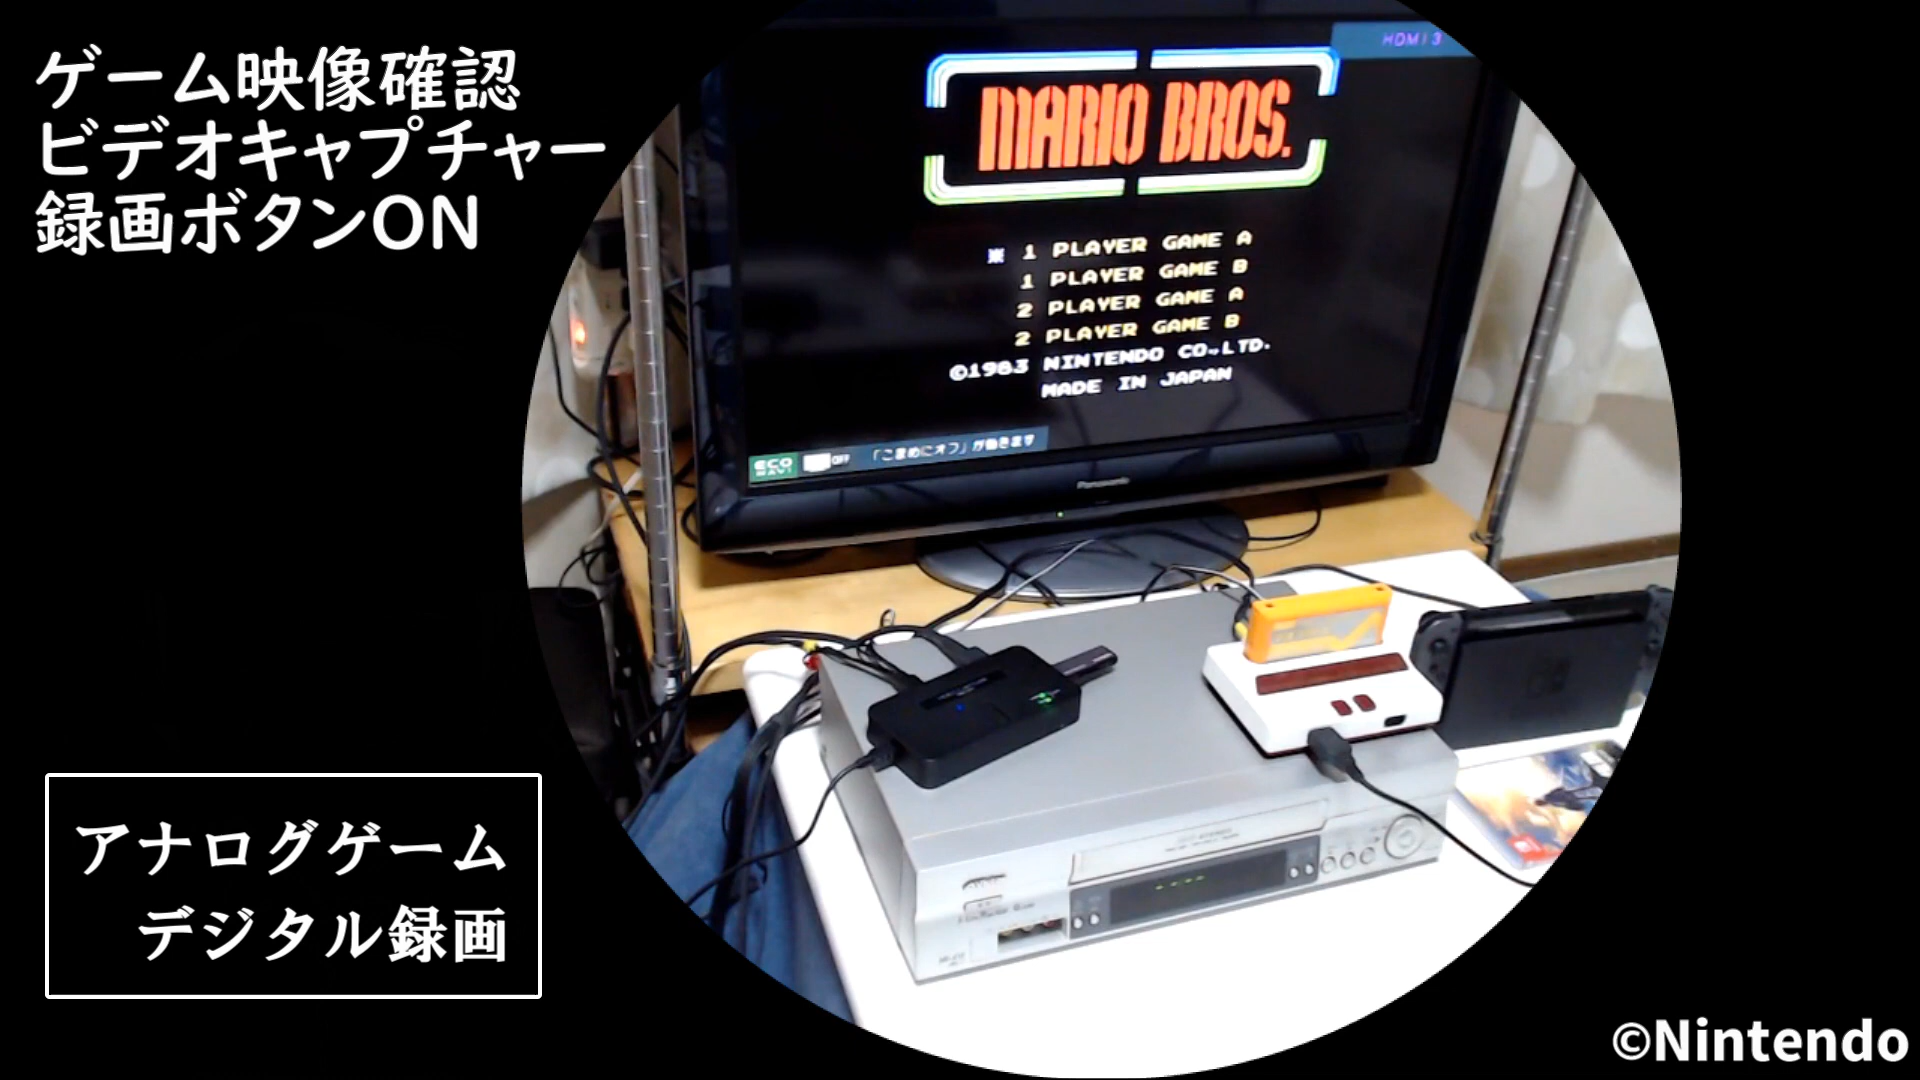 ゲーム映像確認
ビデオキャプチャー
録画ボタンON
HDMI 3
MARIO BROS.
※ 1 PLAYER GAME A
1 PLAYER GAME B
2 PLAYER GAME A
2 PLAYER GAME B
©1983 NINTENDO CO.,LTD.
MADE IN JAPAN
ECO NAVI OFF 「こまめにオフ」が働きます
Panasonic
アナログゲーム
デジタル録画
©Nintendo